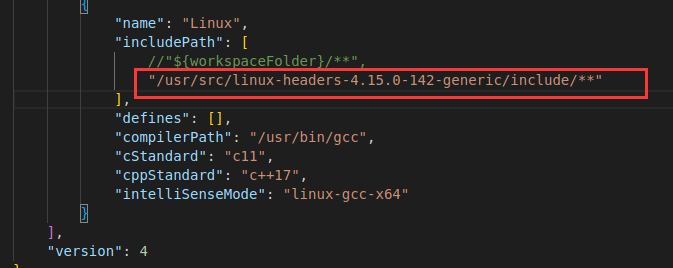 {
"name": "Linux",
"includePath": [
//"${workspaceFolder}/**",
"/usr/src/linux-headers-4.15.0-142-generic/include/**"
],
"defines": [],
"compilerPath": "/usr/bin/gcc",
"cStandard": "c11",
"cppStandard": "c++17",
"intelliSenseMode": "linux-gcc-x64"
}
],
"version": 4
}